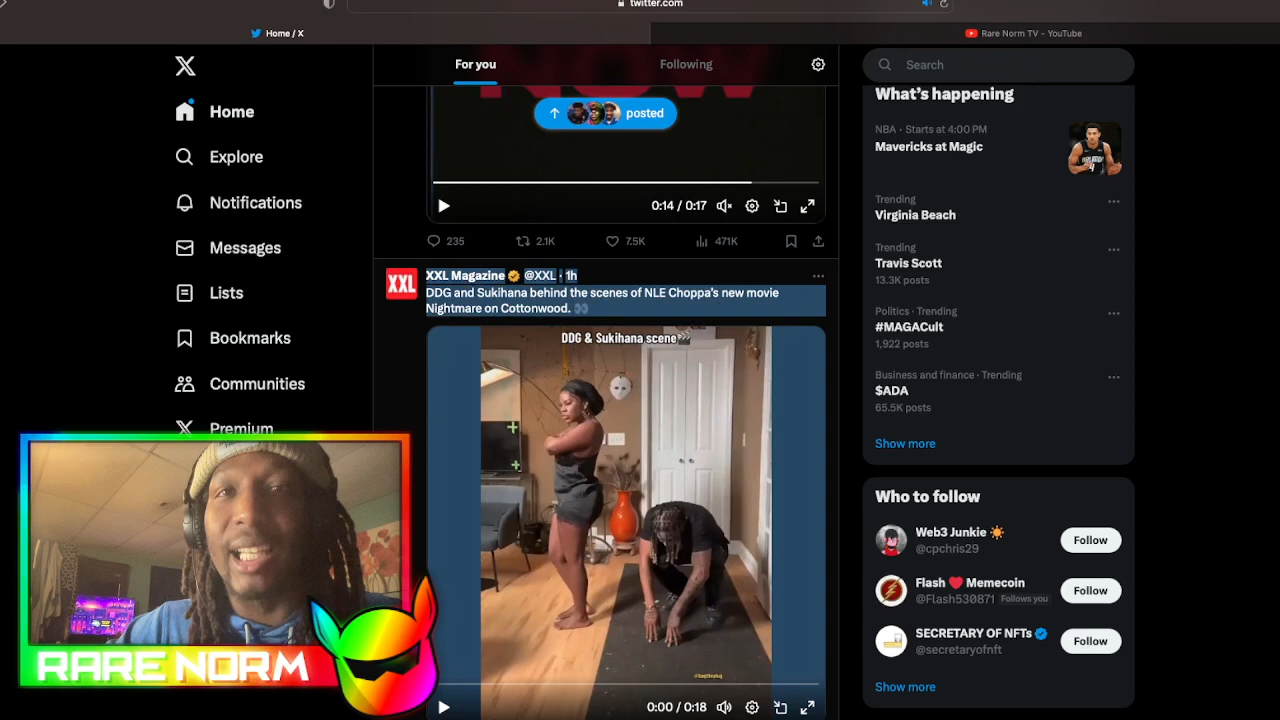 twitter.com
Home / X
Rare Norm TV - YouTube
Home
Explore
Notifications
Messages
Lists
Bookmarks
Communities
Premium
For you
Following
NOW
posted
0:14 / 0:17
235
2.1K
7.5K
471K
XXL
XXL Magazine @XXL · 1h
DDG and Sukihana behind the scenes of NLE Choppa's new movie
Nightmare on Cottonwood. 👀
DDG & Sukihana scene🎬
0:00 / 0:18
Search
What's happening
NBA · Starts at 4:00 PM
Mavericks at Magic
Trending
Virginia Beach
Trending
Travis Scott
13.3K posts
Politics · Trending
#MAGACult
1,922 posts
Business and finance · Trending
$ADA
65.5K posts
Show more
Who to follow
Web3 Junkie ☀️
@cpchris29
Follow
Flash ❤️ Memecoin
@Flash530871 Follows you
Follow
SECRETARY OF NFTs
@secretaryofnft
Follow
Show more
RARE NORM